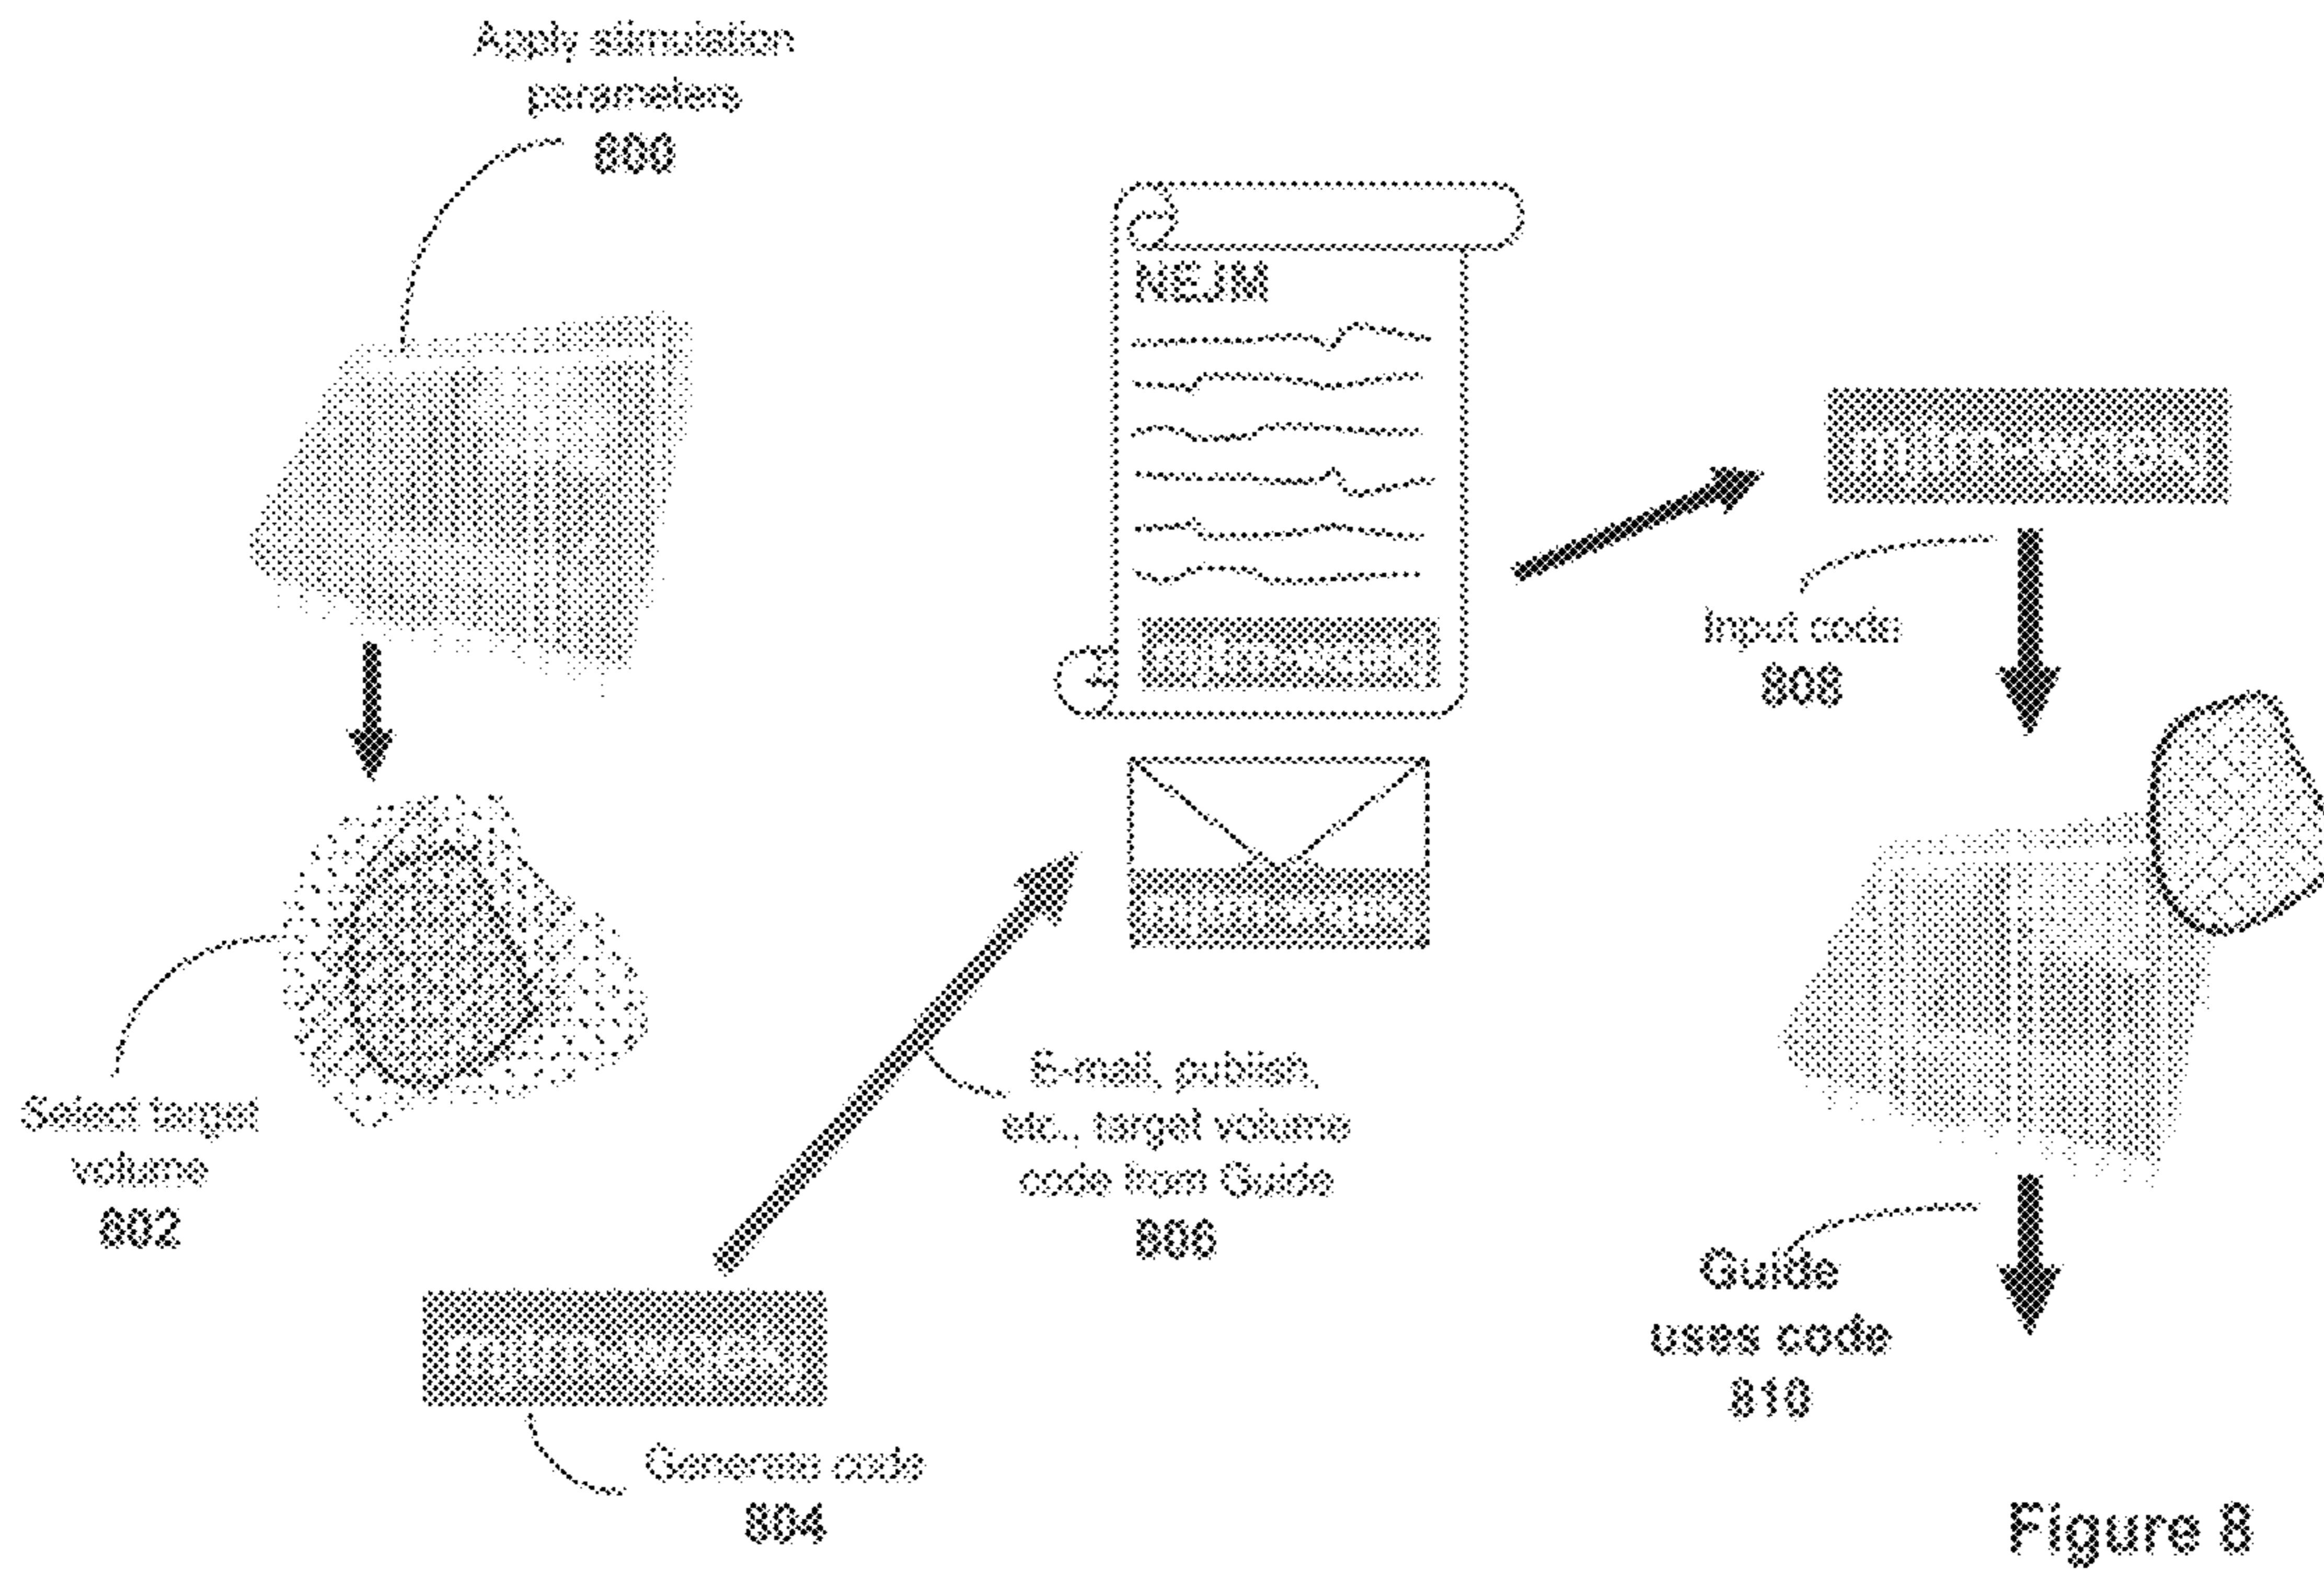 Apply stimulation
parameters
800
NEJM
Input code
808
Select target
volume
802
E-mail, publish,
etc., target volume
code from Guide
806
Guide
uses code
810
Generate code
804
Figure 8